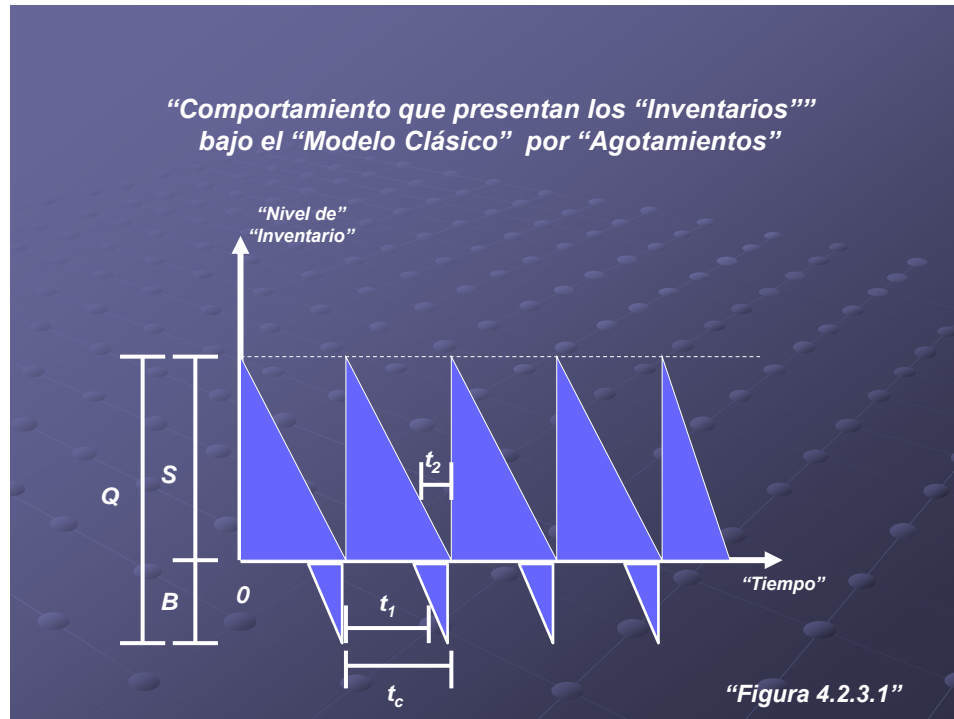 “Comportamiento que presentan los “Inventarios””
bajo el “Modelo Clásico” por “Agotamientos”
“Nivel de”
“Inventario”
t2
S
Q
“Tiempo”
0
B
t1
tc
“Figura 4.2.3.1”